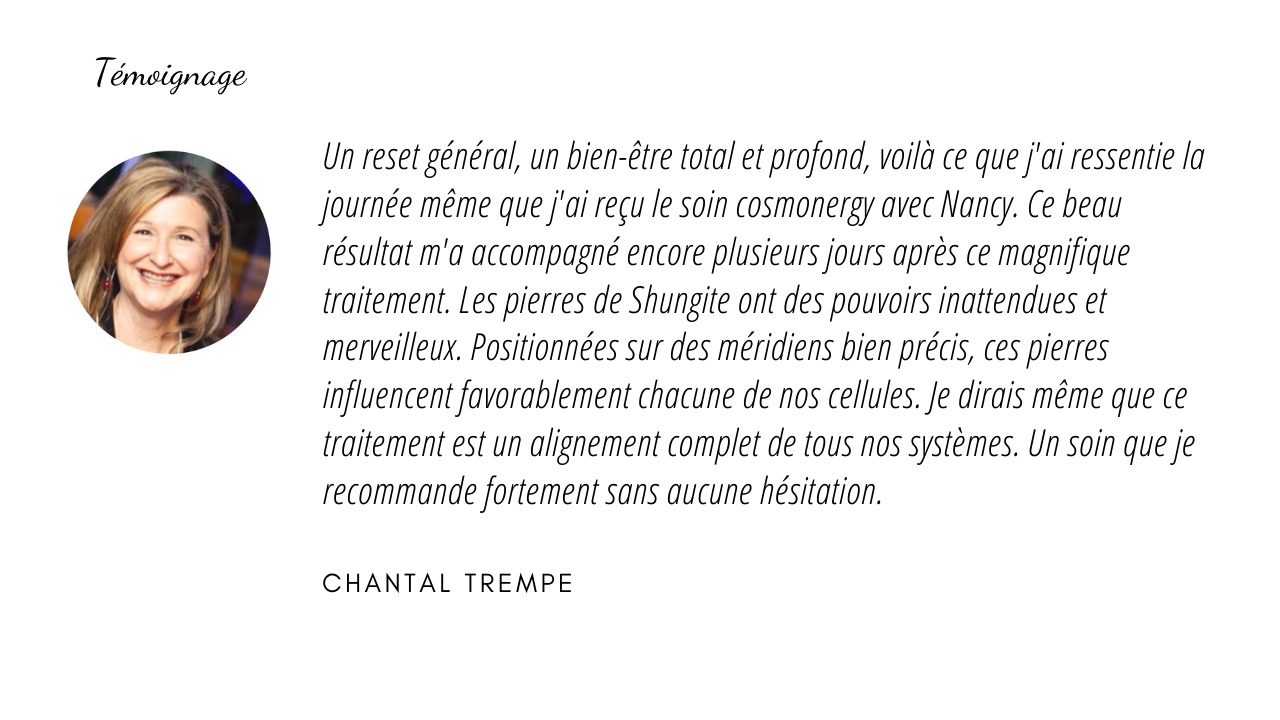 Témoignage
Un reset général, un bien-être total et profond, voilà ce que j'ai ressentie la
journée même que j'ai reçu le soin cosmonergy avec Nancy. Ce beau
résultat m'a accompagné encore plusieurs jours après ce magnifique
traitement. Les pierres de Shungite ont des pouvoirs inattendues et
merveilleux. Positionnées sur des méridiens bien précis, ces pierres
influencent favorablement chacune de nos cellules. Je dirais même que ce
traitement est un alignement complet de tous nos systèmes. Un soin que je
recommande fortement sans aucune hésitation.
CHANTAL TREMPE